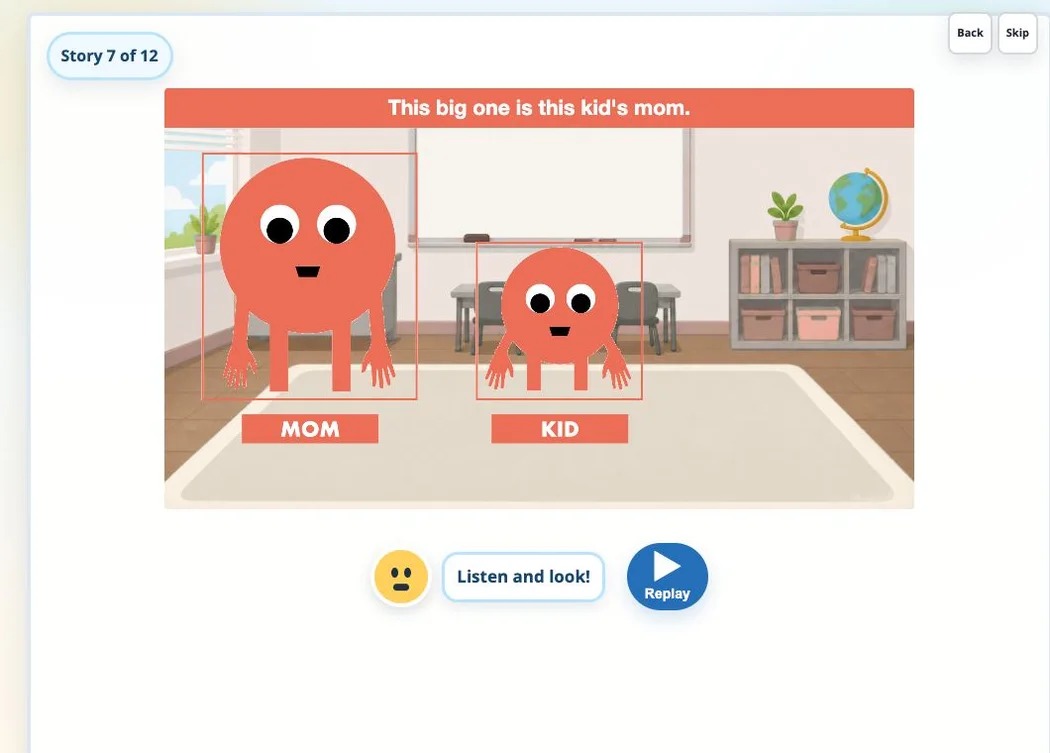 Back
Skip
Story 7 of 12
This big one is this kid's mom.
MOM
KID
Listen and look!
Replay